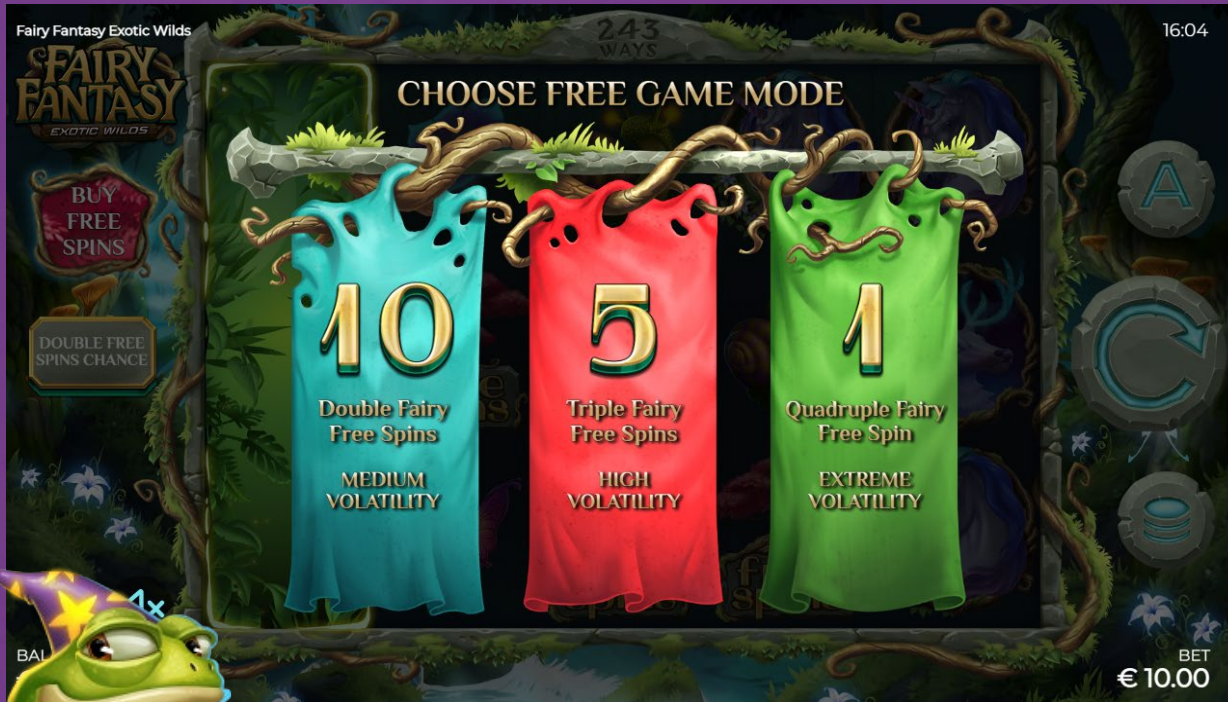 Fairy Fantasy Exotic Wilds
16:04
243
WAYS
FAIRY
FANTASY
EXOTIC WILDS
CHOOSE FREE GAME MODE
BUY
FREE
SPINS
A
DOUBLE FREE
SPINS CHANCE
10
Double Fairy
Free Spins
MEDIUM
VOLATILITY
5
Triple Fairy
Free Spins
HIGH
VOLATILITY
1
Quadruple Fairy
Free Spin
EXTREME
VOLATILITY
BAL
BET
€ 10.00